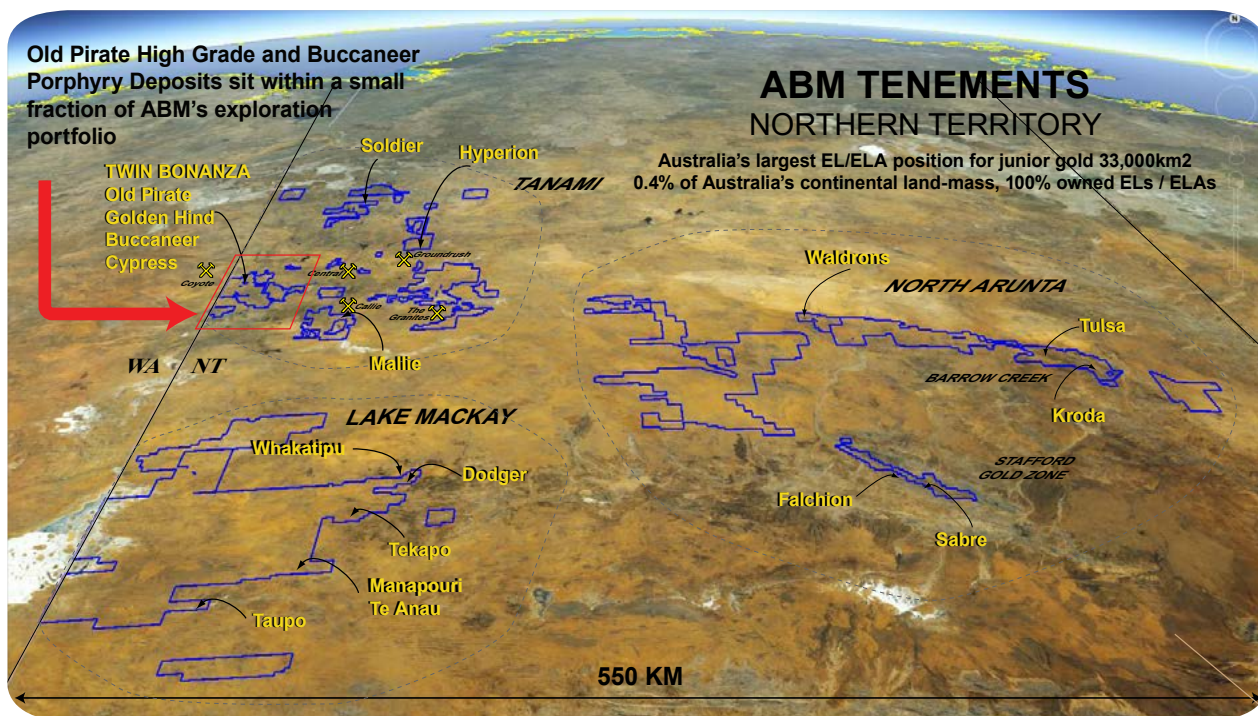 Old Pirate High Grade and Buccaneer
Porphyry Deposits sit within a small
fraction of ABM's exploration
portfolio
ABM TENEMENTS
NORTHERN TERRITORY
Australia's largest EL/ELA position for junior gold 33,000km2
0.4% of Australia's continental land-mass, 100% owned ELs / ELAs
Soldier
Hyperion
TANAMI
TWIN BONANZA
Old Pirate
Golden Hind
Buccaneer
Cypress
Coyote
Central
Groundrush
Callie
The
Granites
Mallie
WA
NT
Waldrons
NORTH ARUNTA
Tulsa
BARROW CREEK
Kroda
STAFFORD
GOLD ZONE
Falchion
Sabre
LAKE MACKAY
Whakatipu
Dodger
Tekapo
Manapouri
Te Anau
Taupo
550 KM
N